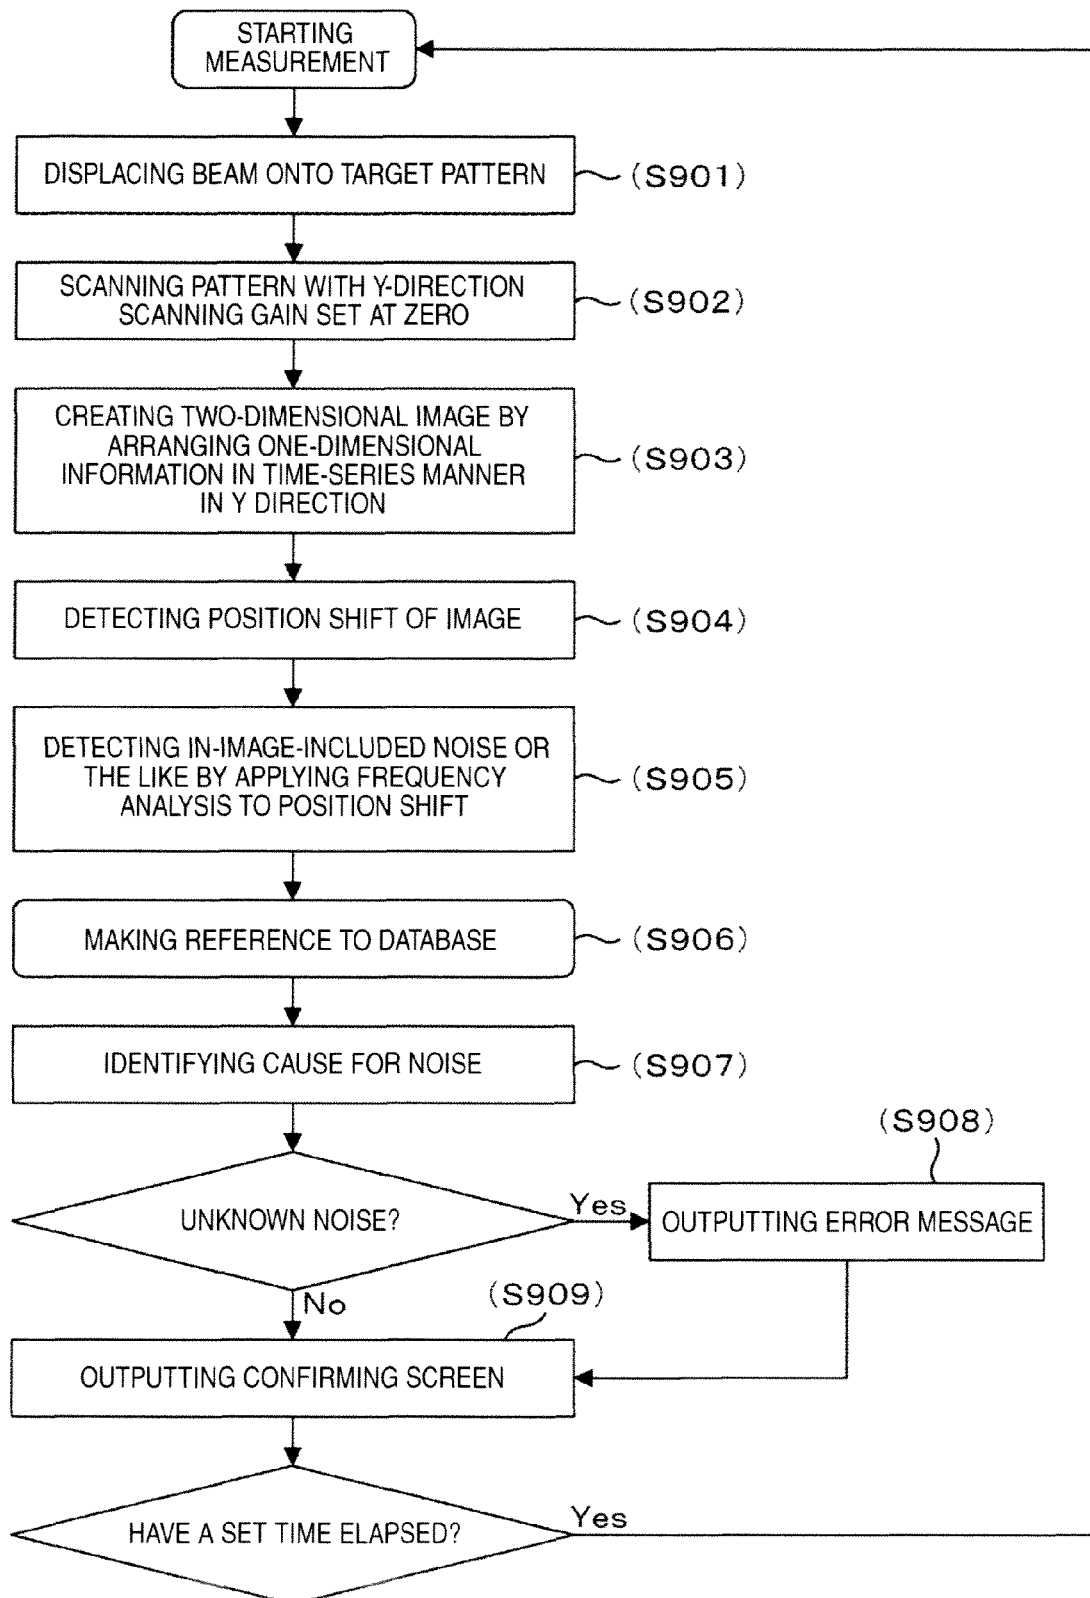 STARTING
MEASUREMENT
DISPLACING BEAM ONTO TARGET PATTERN
(S901)
SCANNING PATTERN WITH Y-DIRECTION
SCANNING GAIN SET AT ZERO
(S902)
CREATING TWO-DIMENSIONAL IMAGE BY
ARRANGING ONE-DIMENSIONAL
INFORMATION IN TIME-SERIES MANNER
IN Y DIRECTION
(S903)
DETECTING POSITION SHIFT OF IMAGE
(S904)
DETECTING IN-IMAGE-INCLUDED NOISE OR
THE LIKE BY APPLYING FREQUENCY
ANALYSIS TO POSITION SHIFT
(S905)
MAKING REFERENCE TO DATABASE
(S906)
IDENTIFYING CAUSE FOR NOISE
(S907)
(S908)
UNKNOWN NOISE?
Yes
OUTPUTTING ERROR MESSAGE
No
(S909)
OUTPUTTING CONFIRMING SCREEN
HAVE A SET TIME ELAPSED?
Yes